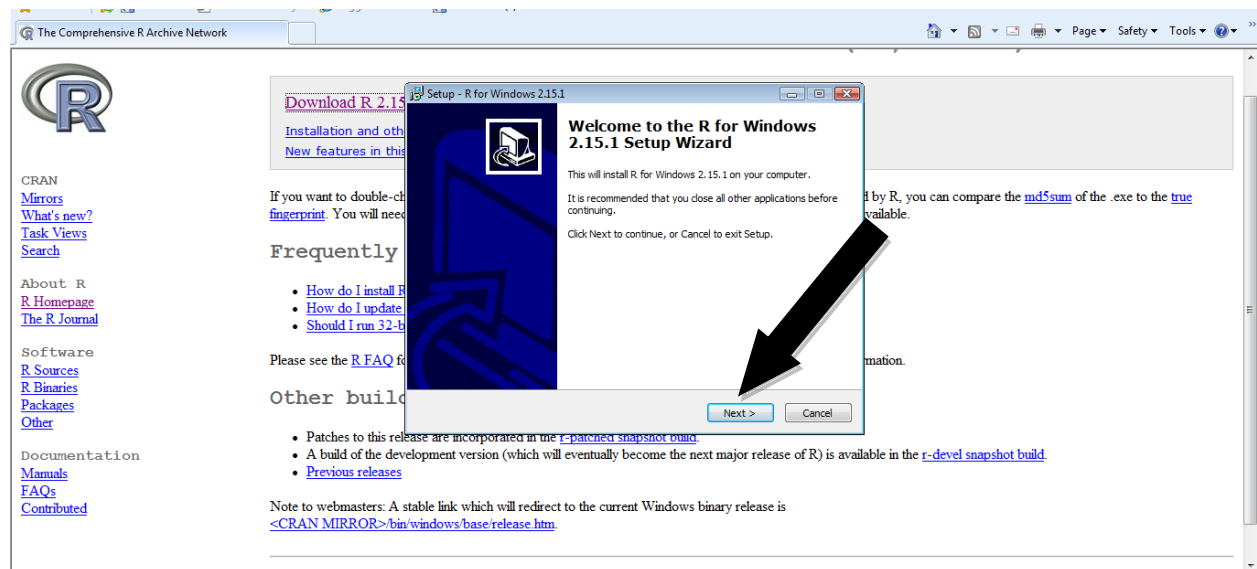 The Comprehensive R Archive Network
Page Safety Tools
R
CRAN
Mirrors
What's new?
Task Views
Search
About R
R Homepage
The R Journal
Software
R Sources
R Binaries
Packages
Other
Documentation
Manuals
FAQs
Contributed
Download R 2.15
Installation and oth
New features in this
If you want to double-ch
d by R, you can compare the md5sum of the .exe to the true
fingerprint. You will need
vailable.
Frequently
How do I install R
How do I update
Should I run 32-b
Please see the R FAQ fo
mation.
Other build
Patches to this release are incorporated in the r-patched snapshot build.
A build of the development version (which will eventually become the next major release of R) is available in the r-devel snapshot build.
Previous releases
Note to webmasters: A stable link which will redirect to the current Windows binary release is
<CRAN MIRROR>/bin/windows/base/release.htm.
Setup - R for Windows 2.15.1
Welcome to the R for Windows
2.15.1 Setup Wizard
This will install R for Windows 2.15.1 on your computer.
It is recommended that you close all other applications before
continuing.
Click Next to continue, or Cancel to exit Setup.
Next > Cancel